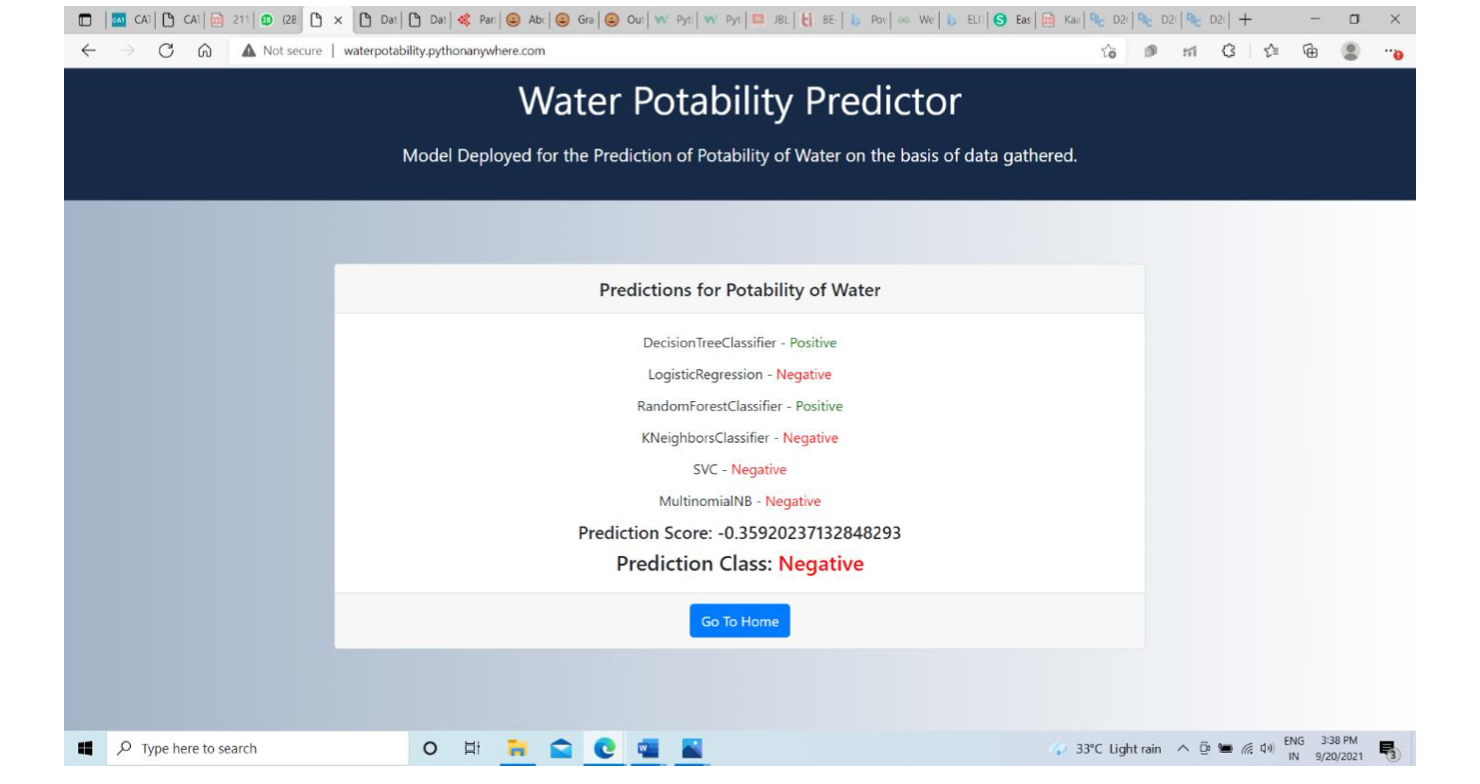 CAT CAT 211 (28 Dat Dat Par Abo Gra Out Pyt Pyt JBL BE- Pov We ELI Eas Kaa D2( D2( D2(
Not secure | waterpotability.pythonanywhere.com
Water Potability Predictor
Model Deployed for the Prediction of Potability of Water on the basis of data gathered.
Predictions for Potability of Water
DecisionTreeClassifier - Positive
LogisticRegression - Negative
RandomForestClassifier - Positive
KNeighborsClassifier - Negative
SVC - Negative
MultinomialNB - Negative
Prediction Score: -0.35920237132848293
Prediction Class: Negative
Go To Home
Type here to search
33°C Light rain
ENG
IN
3:38 PM
9/20/2021
3